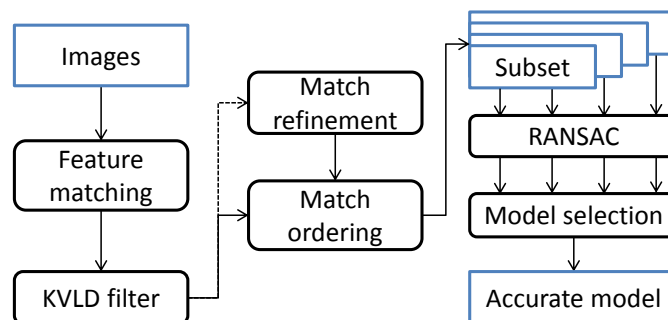 Images
Feature
matching
KVLD filter
Match
refinement
Match
ordering
Subset
RANSAC
Model selection
Accurate model